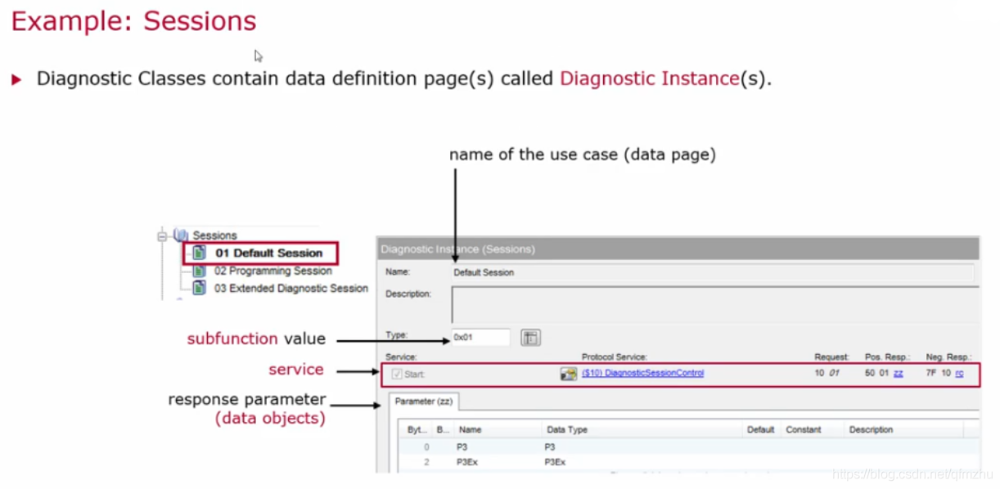 Example: Sessions
Diagnostic Classes contain data definition page(s) called Diagnostic Instance(s).
name of the use case (data page)
Sessions
01 Default Session
02 Programming Session
03 Extended Diagnostic Session
Diagnostic Instance (Sessions)
Name: Default Session
Description:
subfunction value
Type: 0x01
Service: Protocol Service: Request: Pos. Resp.: Neg. Resp.:
service
Start: ($10) DiagnosticSessionControl 10 01 50 01 zz 7F 10 rc
response parameter
(data objects)
Parameter (zz)
Byt... B... Name Data Type Default Constant Description
0 P3 P3
2 P3Ex P3Ex
https://blog.csdn.net/qfmzhu